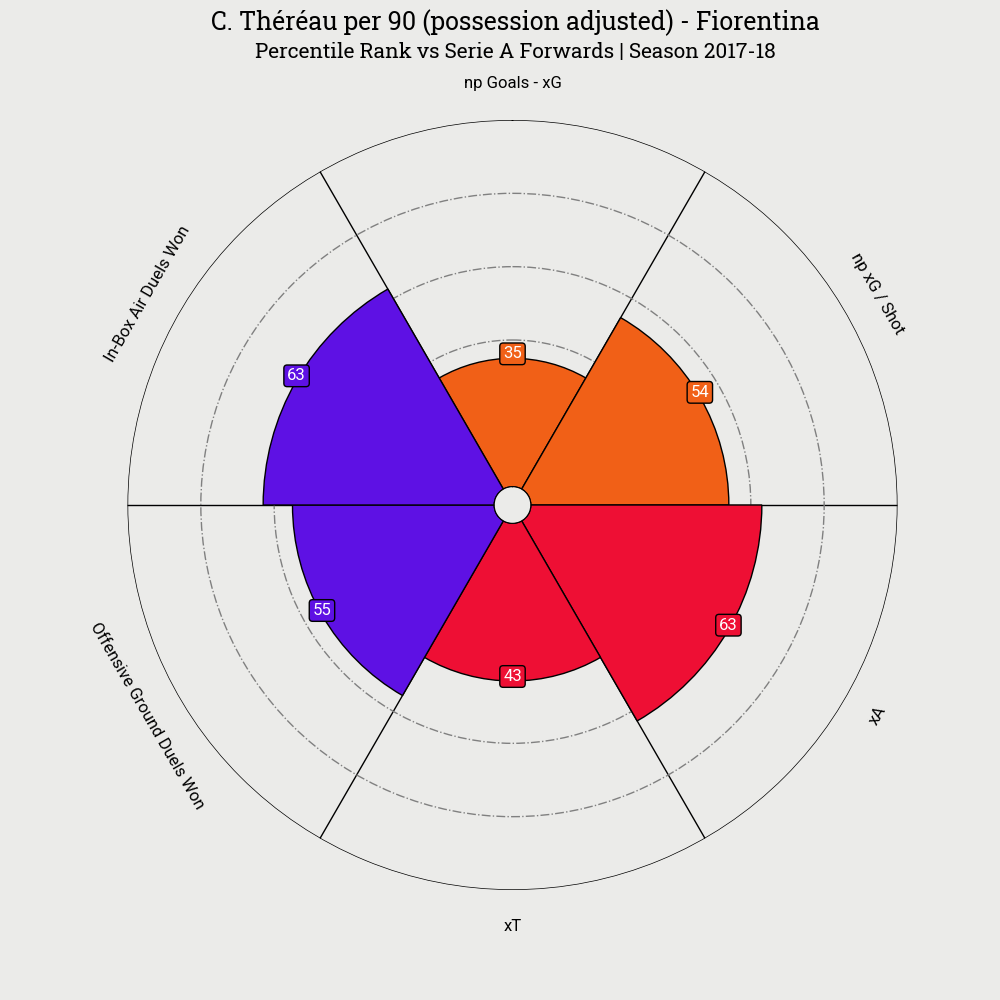 C. Théréau per 90 (possession adjusted) - Fiorentina
Percentile Rank vs Serie A Forwards | Season 2017-18
np Goals - xG
np xG / Shot
In-Box Air Duels Won
35
63
54
55
63
43
Offensive Ground Duels Won
xA
xT